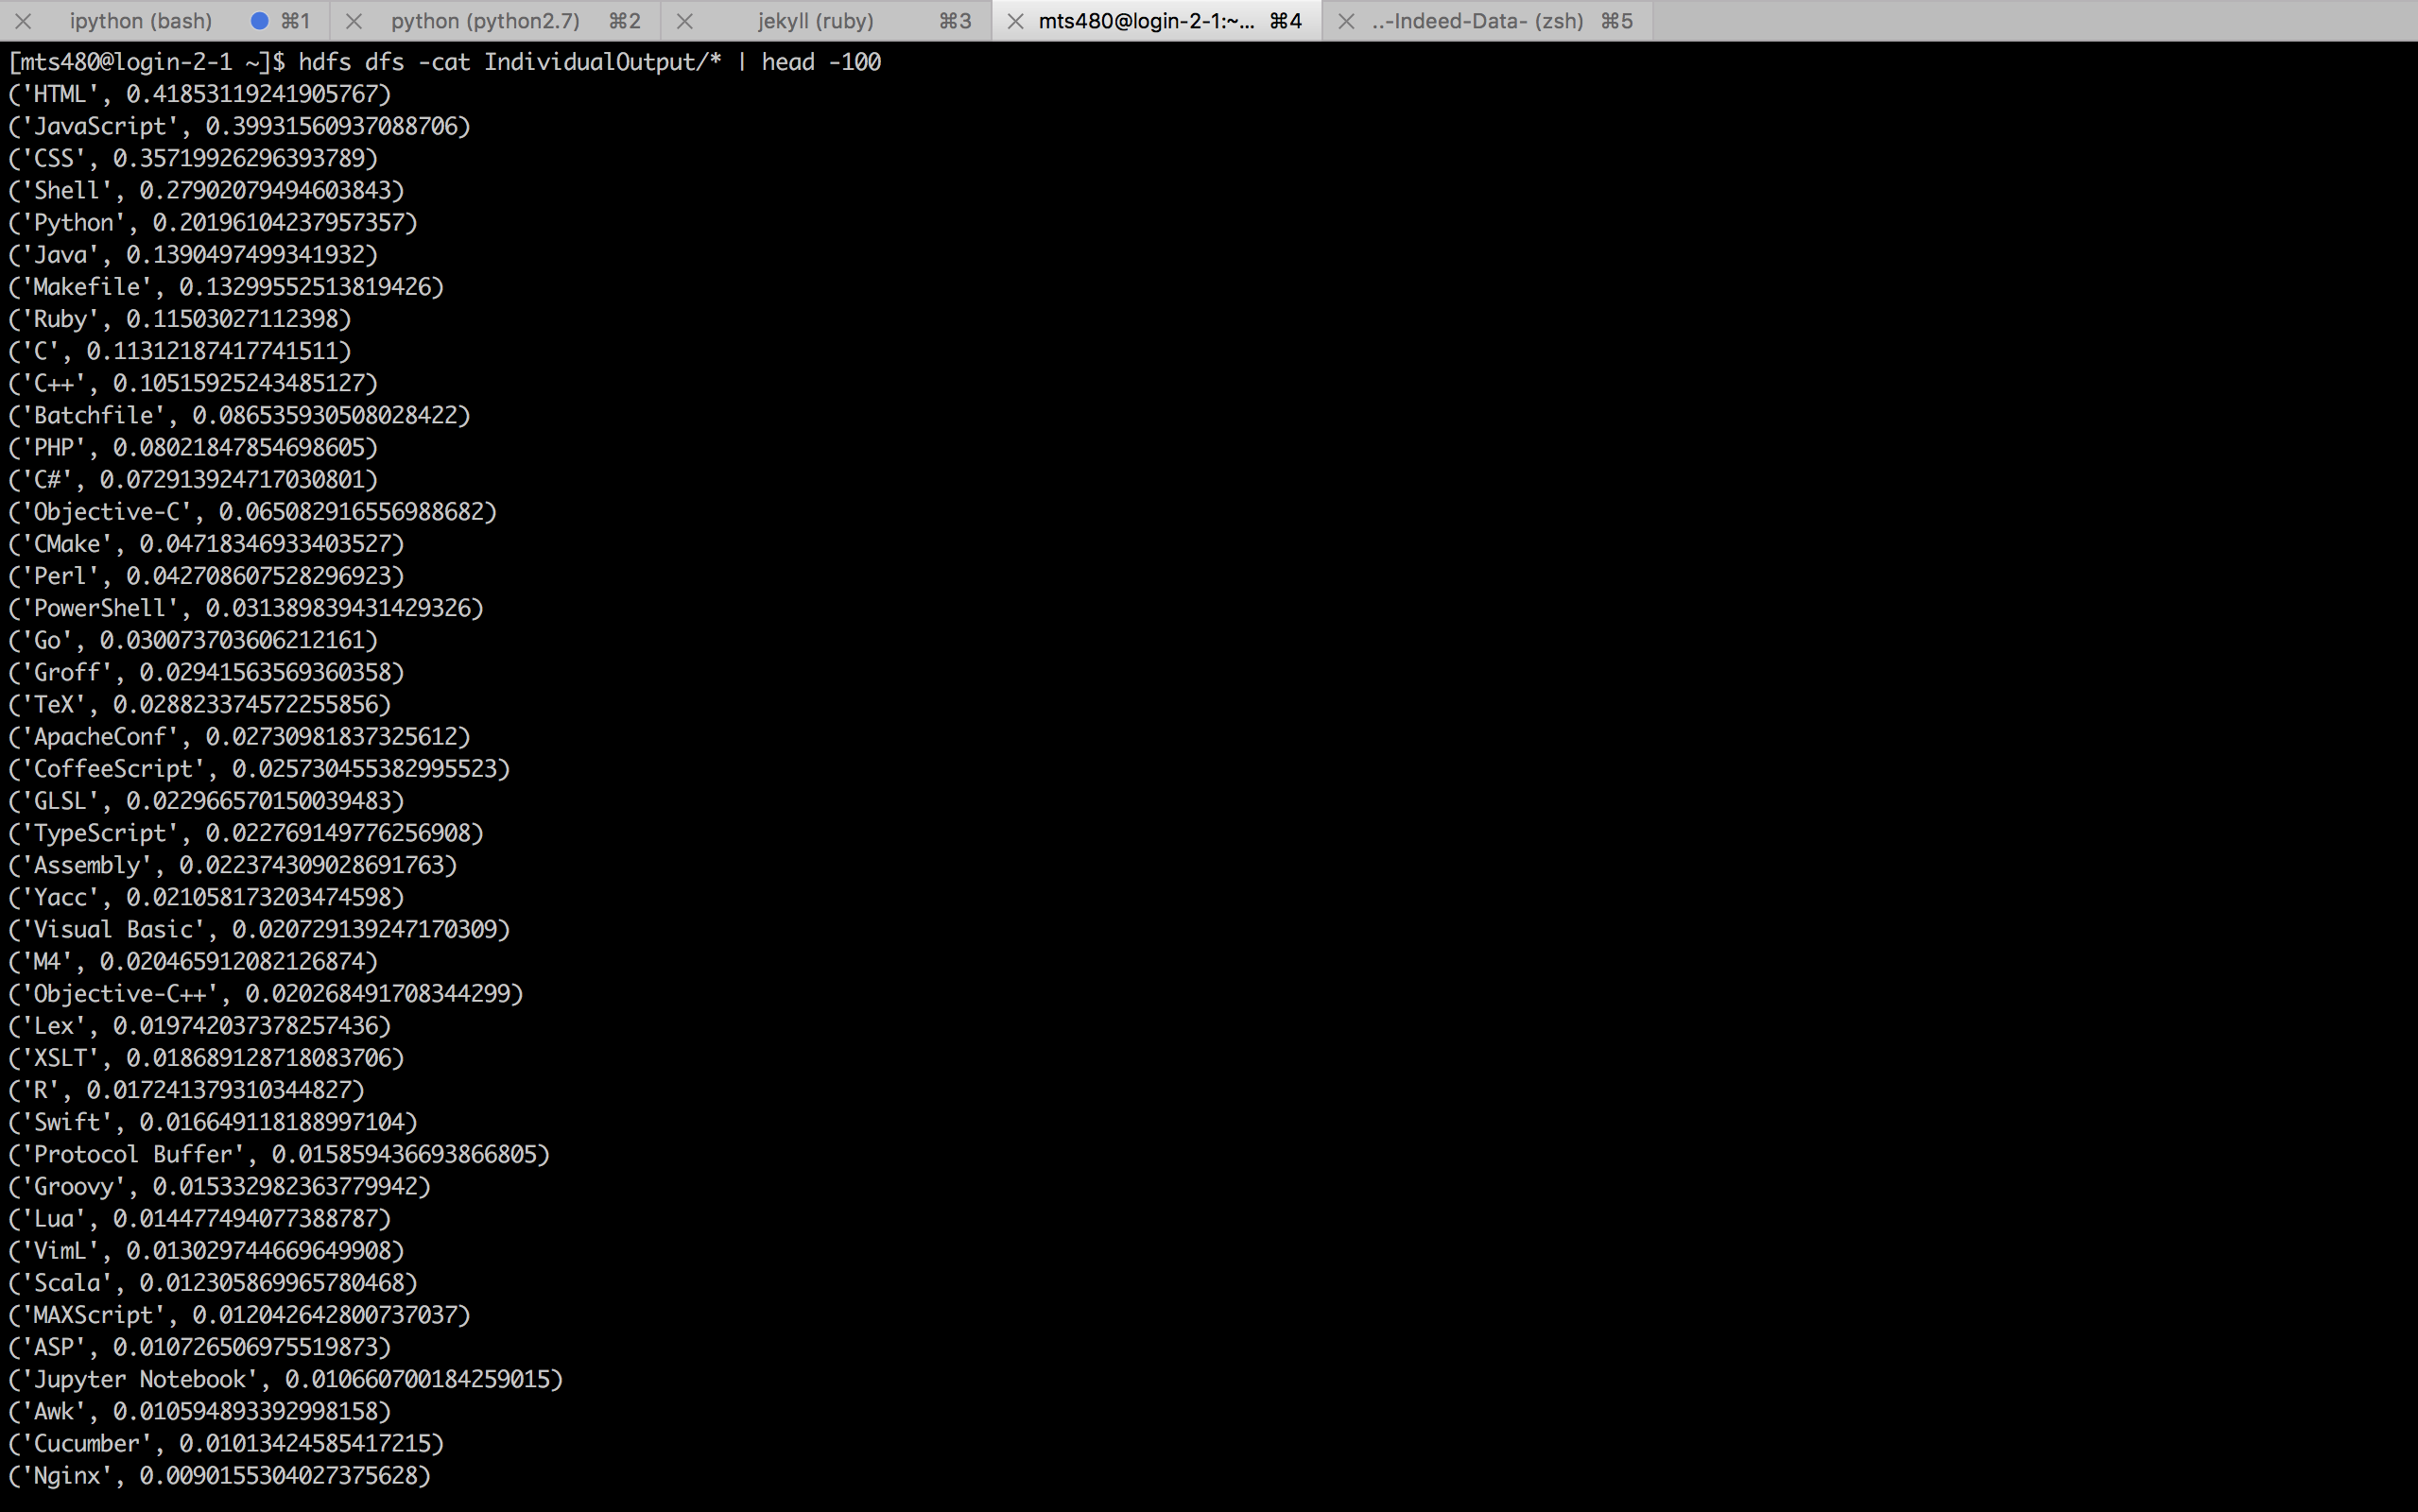 ipython (bash) ⌘1 python (python2.7) ⌘2 jekyll (ruby) ⌘3 mts480@login-2-1:~... ⌘4 ..-Indeed-Data- (zsh) ⌘5
[mts480@login-2-1 ~]$ hdfs dfs -cat IndividualOutput/* | head -100
('HTML', 0.41853119241905767)
('JavaScript', 0.39931560937088706)
('CSS', 0.35719926296393789)
('Shell', 0.27902079494603843)
('Python', 0.20196104237957357)
('Java', 0.1390497499341932)
('Makefile', 0.13299552513819426)
('Ruby', 0.11503027112398)
('C', 0.11312187417741511)
('C++', 0.10515925243485127)
('Batchfile', 0.086535930508028422)
('PHP', 0.08021847854698605)
('C#', 0.072913924717030801)
('Objective-C', 0.065082916556988682)
('CMake', 0.04718346933403527)
('Perl', 0.042708607528296923)
('PowerShell', 0.031389839431429326)
('Go', 0.030073703606212161)
('Groff', 0.02941563569360358)
('TeX', 0.028823374572255856)
('ApacheConf', 0.02730981837325612)
('CoffeeScript', 0.025730455382995523)
('GLSL', 0.022966570150039483)
('TypeScript', 0.022769149776256908)
('Assembly', 0.022374309028691763)
('Yacc', 0.021058173203474598)
('Visual Basic', 0.020729139247170309)
('M4', 0.020465912082126874)
('Objective-C++', 0.020268491708344299)
('Lex', 0.019742037378257436)
('XSLT', 0.018689128718083706)
('R', 0.017241379310344827)
('Swift', 0.016649118188997104)
('Protocol Buffer', 0.015859436693866805)
('Groovy', 0.015332982363779942)
('Lua', 0.014477494077388787)
('VimL', 0.013029744669649908)
('Scala', 0.012305869965780468)
('MAXScript', 0.012042642800737037)
('ASP', 0.010726506975519873)
('Jupyter Notebook', 0.010660700184259015)
('Awk', 0.010594893392998158)
('Cucumber', 0.01013424585417215)
('Nginx', 0.0090155304027375628)